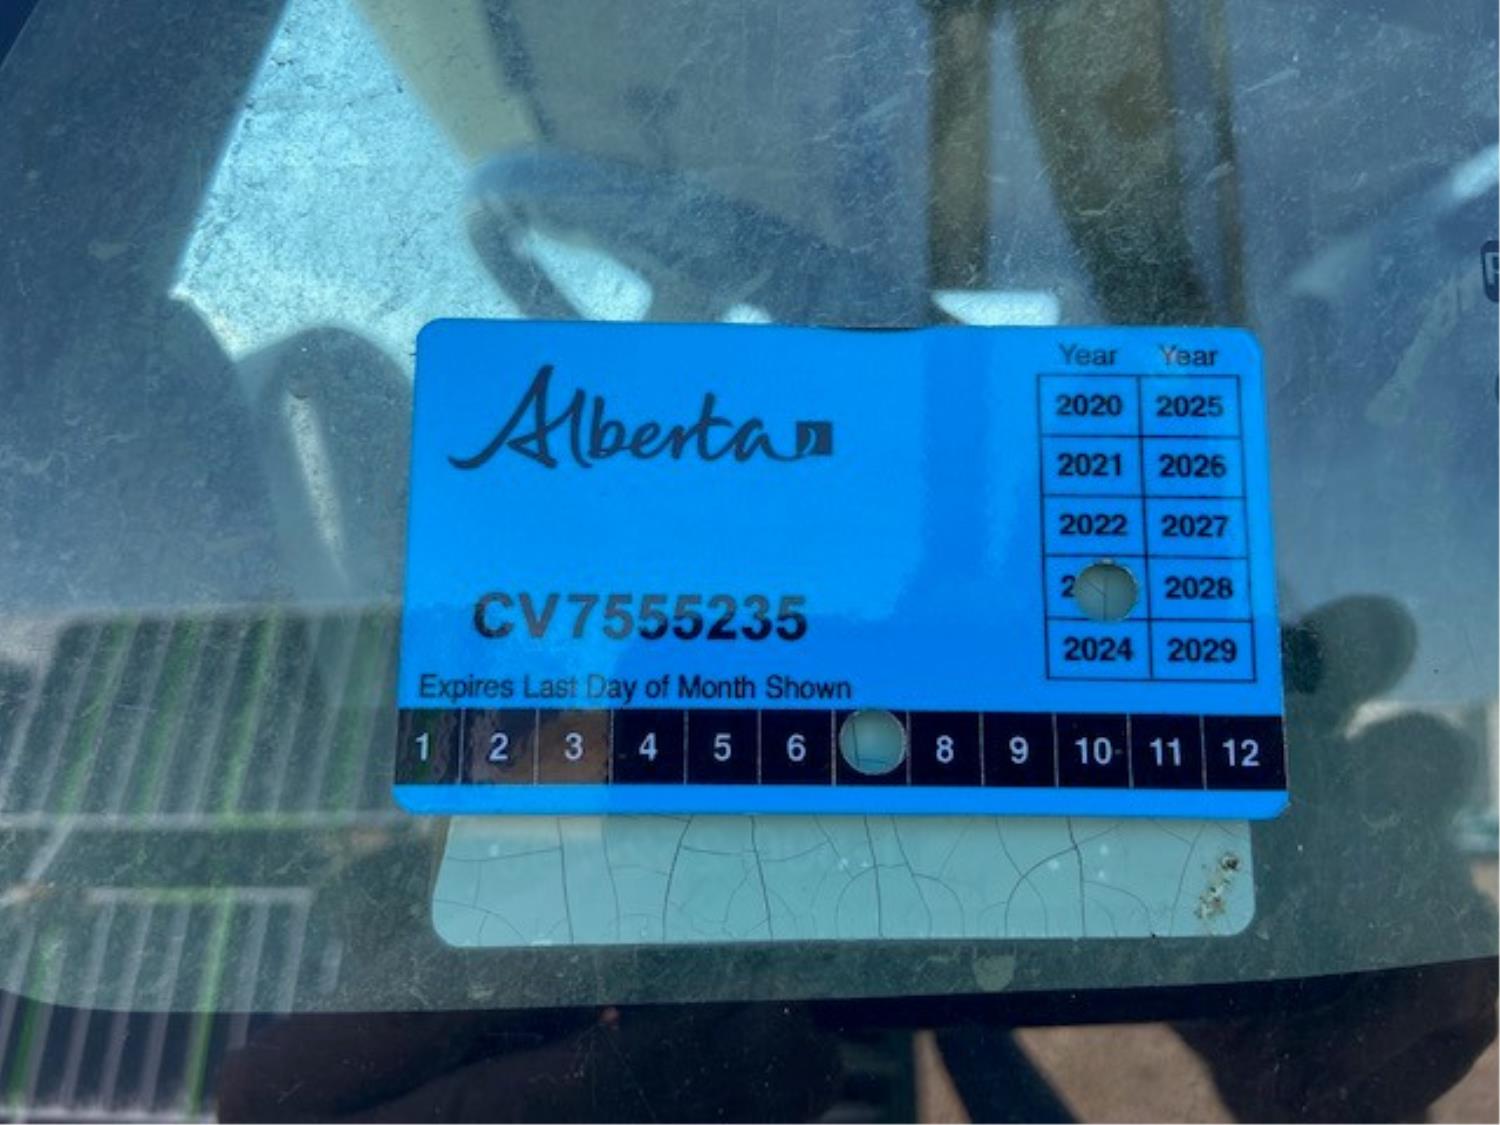 Alberta
Year Year
2020 2025
2021 2026
2022 2027
2 2028
2024 2029
CV7555235
Expires Last Day of Month Shown
1 2 3 4 5 6 8 9 10 11 12